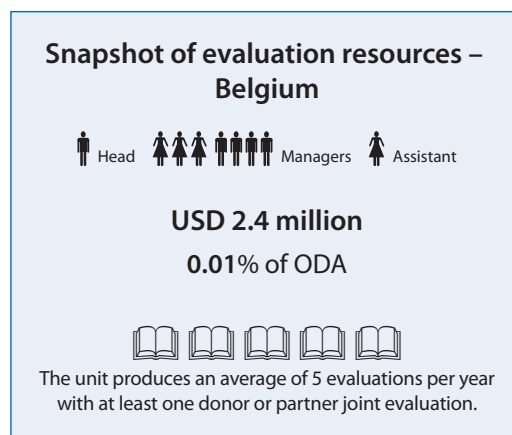 Snapshot of evaluation resources –
Belgium
Head Managers Assistant
USD 2.4 million
0.01% of ODA
The unit produces an average of 5 evaluations per year
with at least one donor or partner joint evaluation.